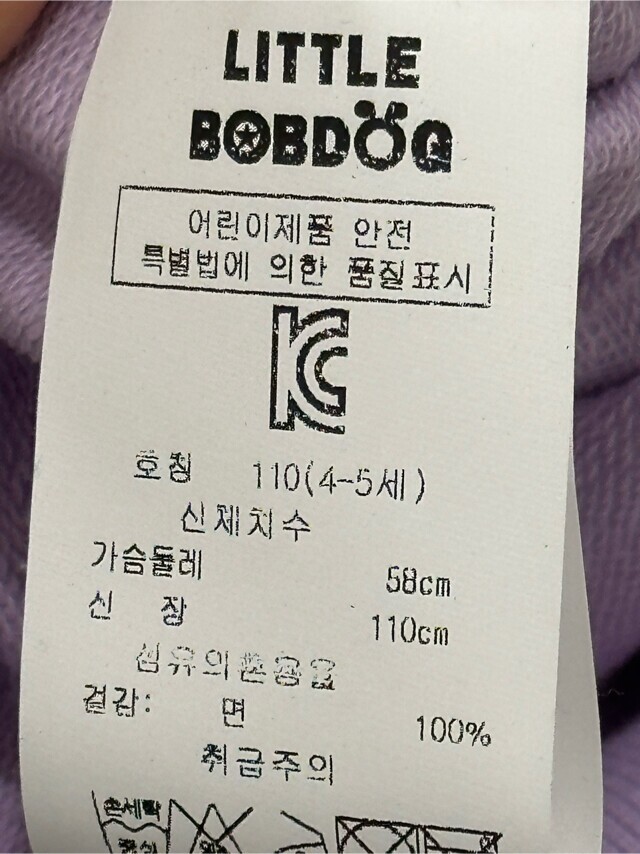 LITTLE
BOBDOG
어린이제품 안전
특별법에 의한 품질표시
KC
호칭 110(4-5세)
신체치수
가슴둘레 58cm
신 장 110cm
섬유의혼용율
겉감: 면 100%
취급주의
손세탁
중성